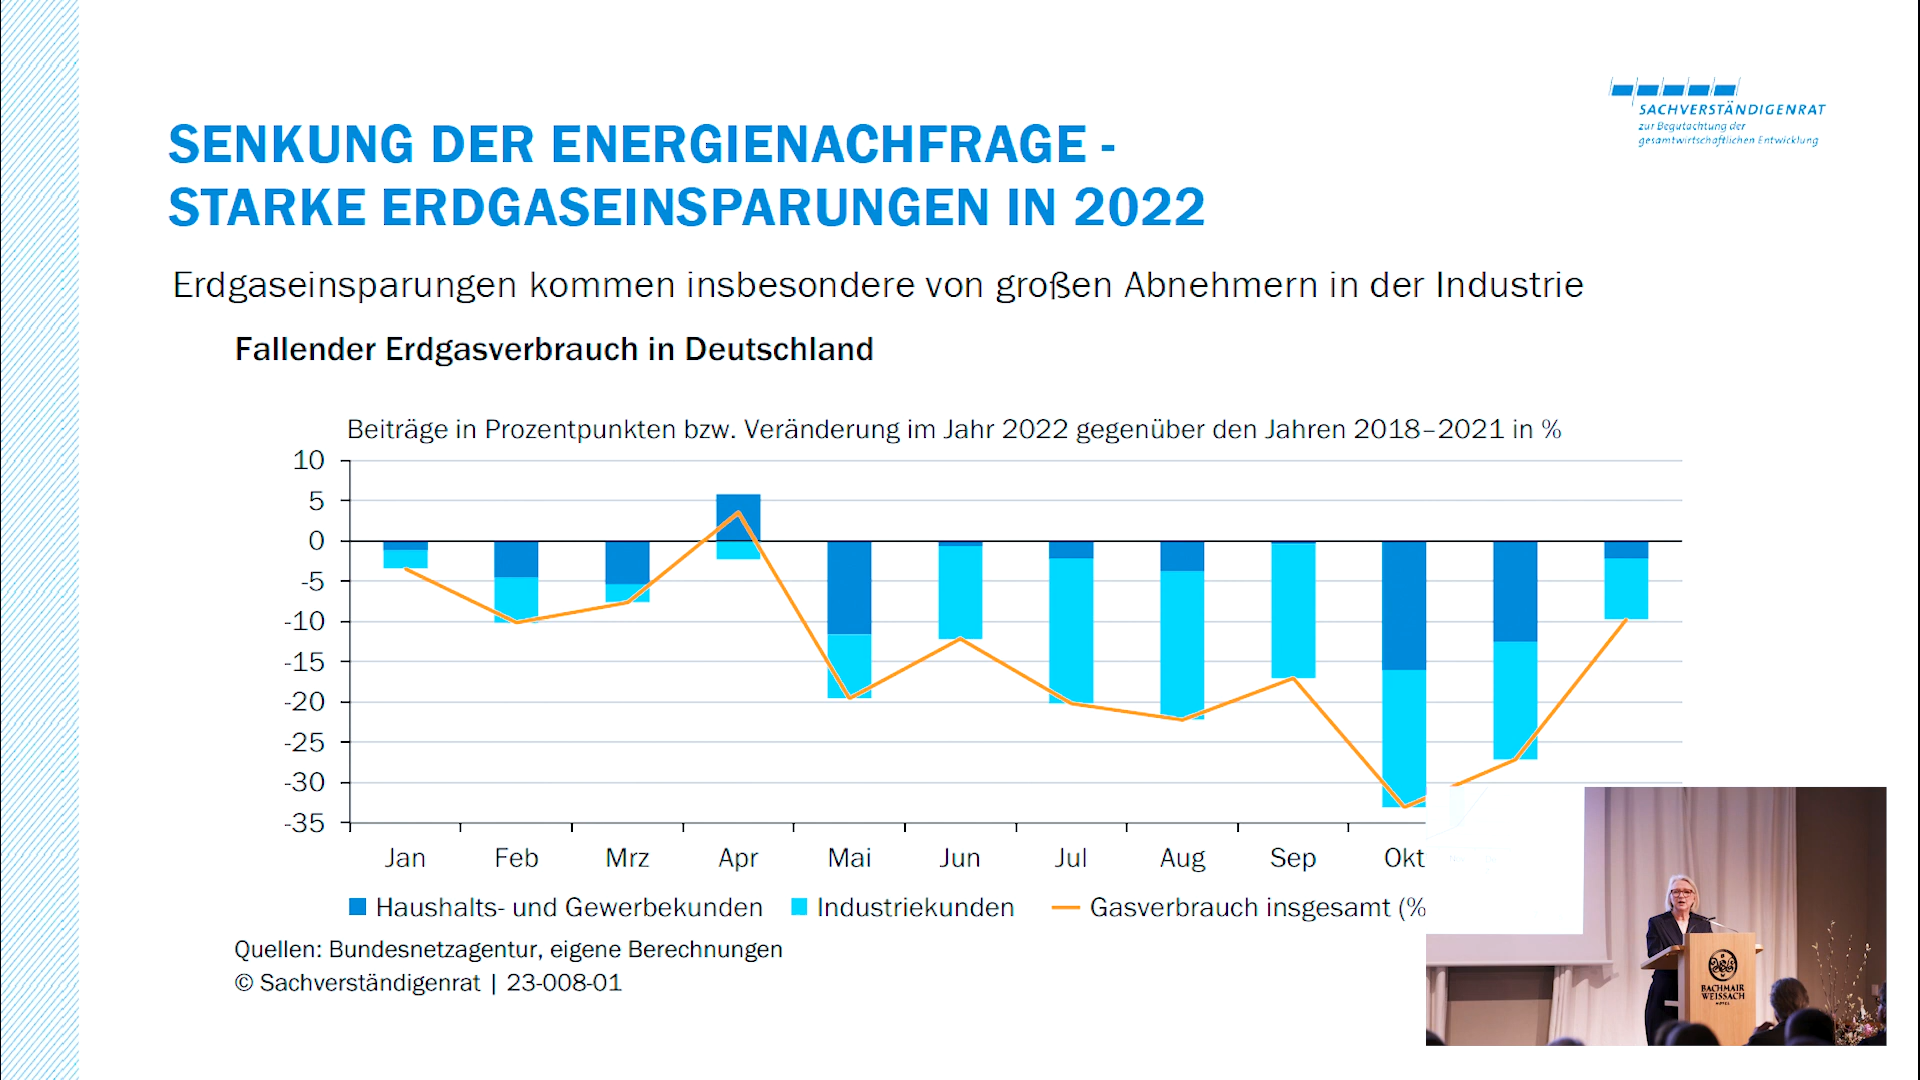 SACHVERSTÄNDIGENRAT
zur Begutachtung der
gesamtwirtschaftlichen Entwicklung
SENKUNG DER ENERGIENACHFRAGE -
STARKE ERDGASEINSPARUNGEN IN 2022
Erdgaseinsparungen kommen insbesondere von großen Abnehmern in der Industrie
Fallender Erdgasverbrauch in Deutschland
Beiträge in Prozentpunkten bzw. Veränderung im Jahr 2022 gegenüber den Jahren 2018–2021 in %
10
5
0
-5
-10
-15
-20
-25
-30
-35
Jan Feb Mrz Apr Mai Jun Jul Aug Sep Okt
Haushalts- und Gewerbekunden Industriekunden Gasverbrauch insgesamt (%
Quellen: Bundesnetzagentur, eigene Berechnungen
© Sachverständigenrat | 23-008-01
BACHMAIR
WEISSACH